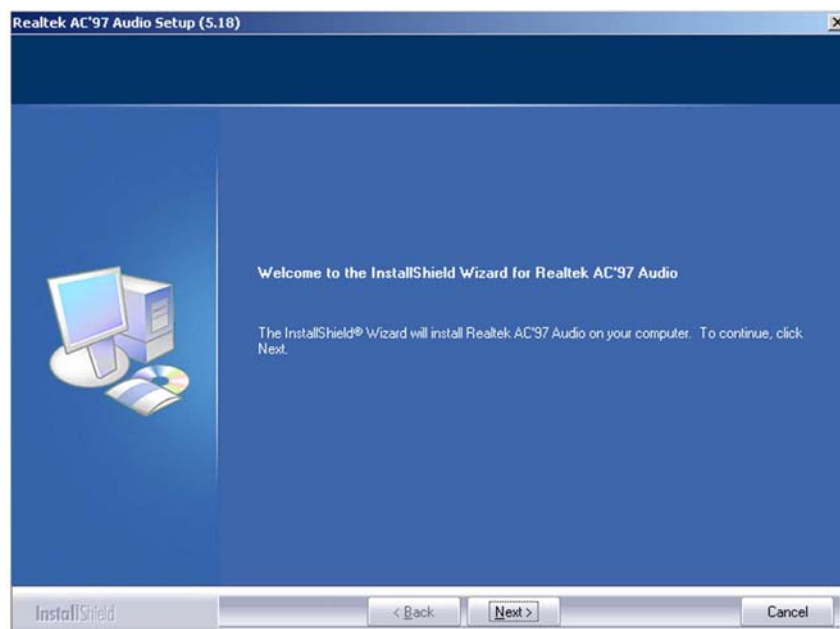 Realtek AC'97 Audio Setup (5.18)
Welcome to the InstallShield Wizard for Realtek AC'97 Audio
The InstallShield® Wizard will install Realtek AC'97 Audio on your computer. To continue, click
Next.
InstallShield
< Back
Next >
Cancel